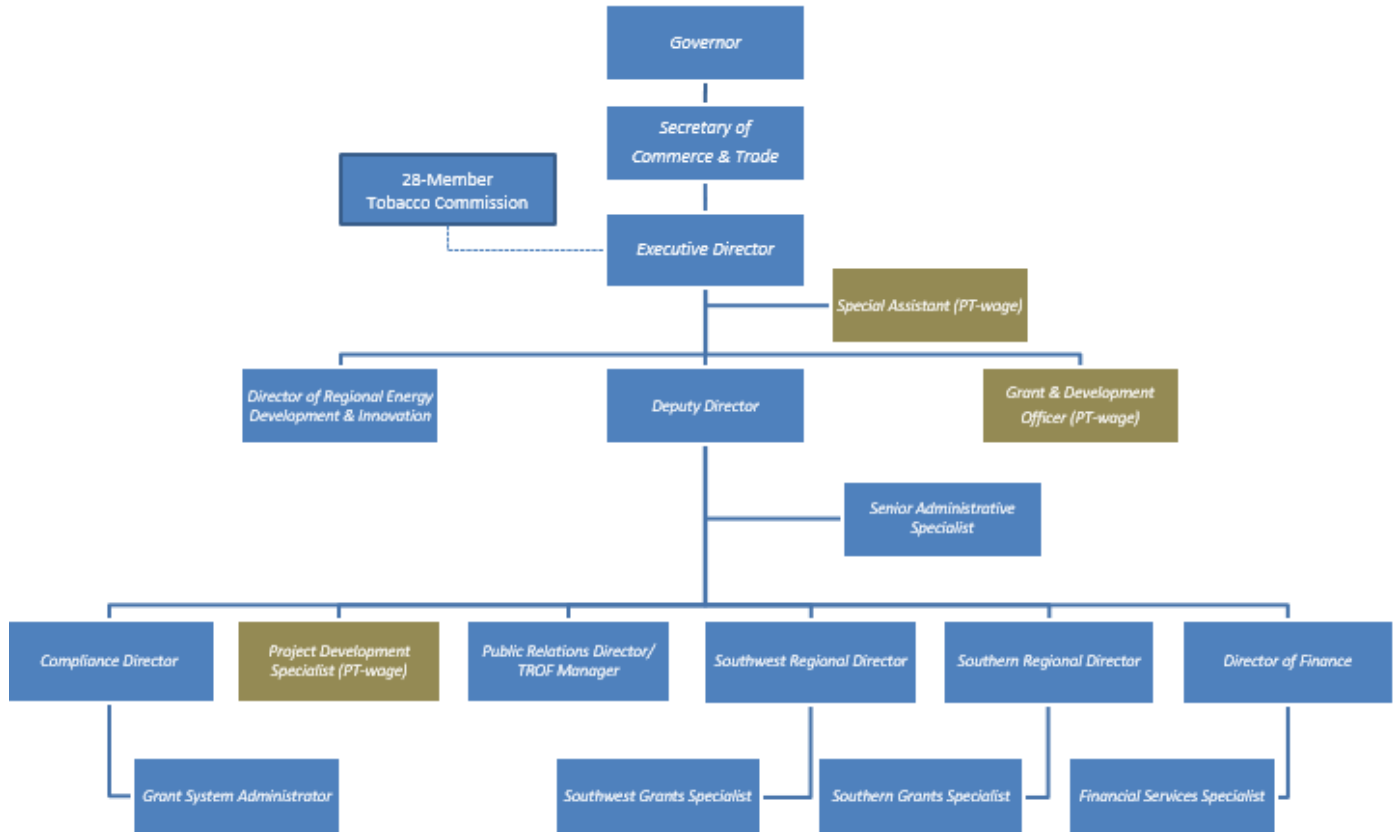 Governor
Secretary of
Commerce & Trade
28-Member
Tobacco Commission
Executive Director
Special Assistant (PT-wage)
Director of Regional Energy
Development & Innovation
Deputy Director
Grant & Development
Officer (PT-wage)
Senior Administrative
Specialist
Compliance Director
Project Development
Specialist (PT-wage)
Public Relations Director/
TROF Manager
Southwest Regional Director
Southern Regional Director
Director of Finance
Grant System Administrator
Southwest Grants Specialist
Southern Grants Specialist
Financial Services Specialist